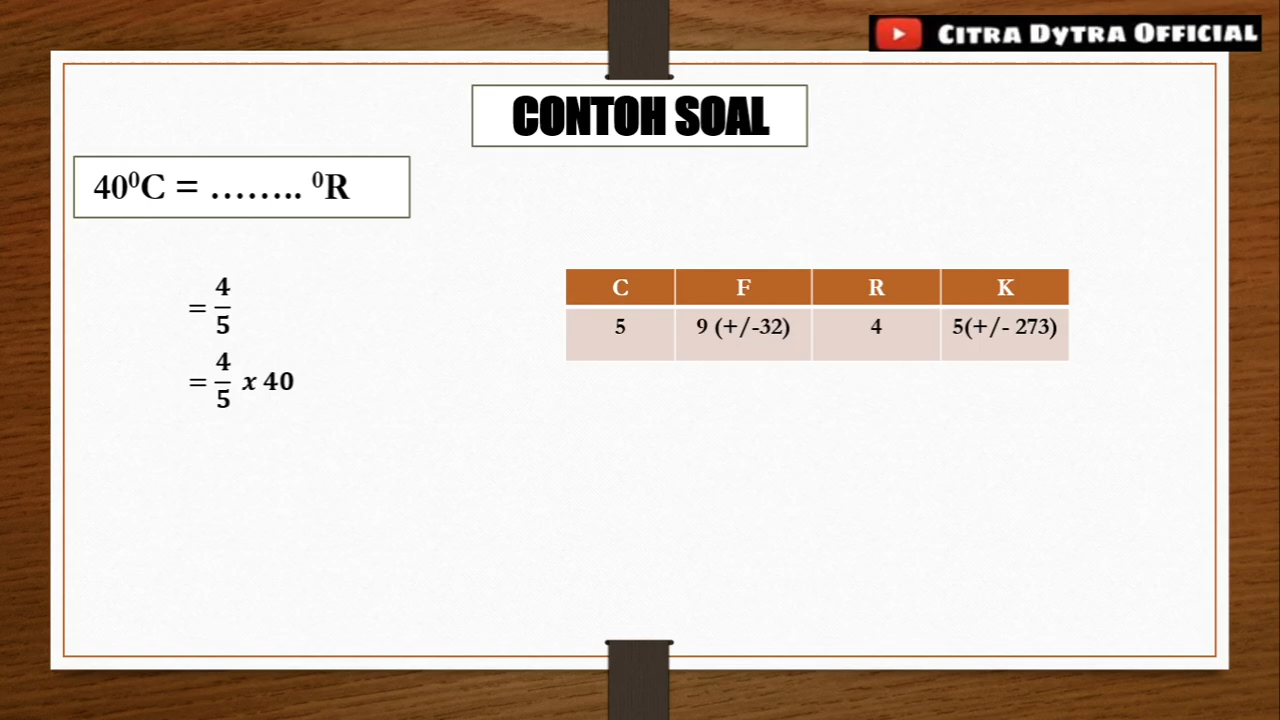 CITRA DYTRA OFFICIAL
CONTOH SOAL
40⁰C = …….. ⁰R
= 4/5
= 4/5 x 40
C F R K
5 9 (+/-32) 4 5(+/- 273)